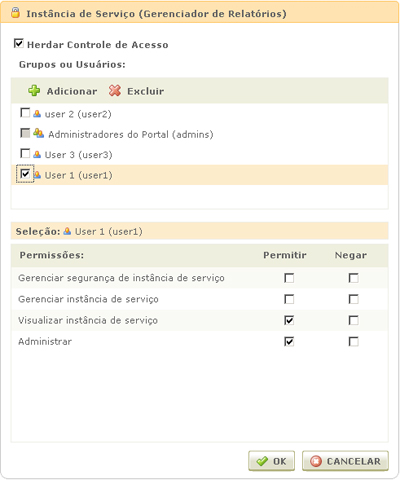 Instância de Serviço (Gerenciador de Relatórios)
Herdar Controle de Acesso
Grupos ou Usuários:
Adicionar Excluir
user 2 (user2)
Administradores do Portal (admins)
User 3 (user3)
User 1 (user1)
Seleção: User 1 (user1)
Permissões: Permitir Negar
Gerenciar segurança de instância de serviço
Gerenciar instância de serviço
Visualizar instância de serviço
Administrar
OK CANCELAR